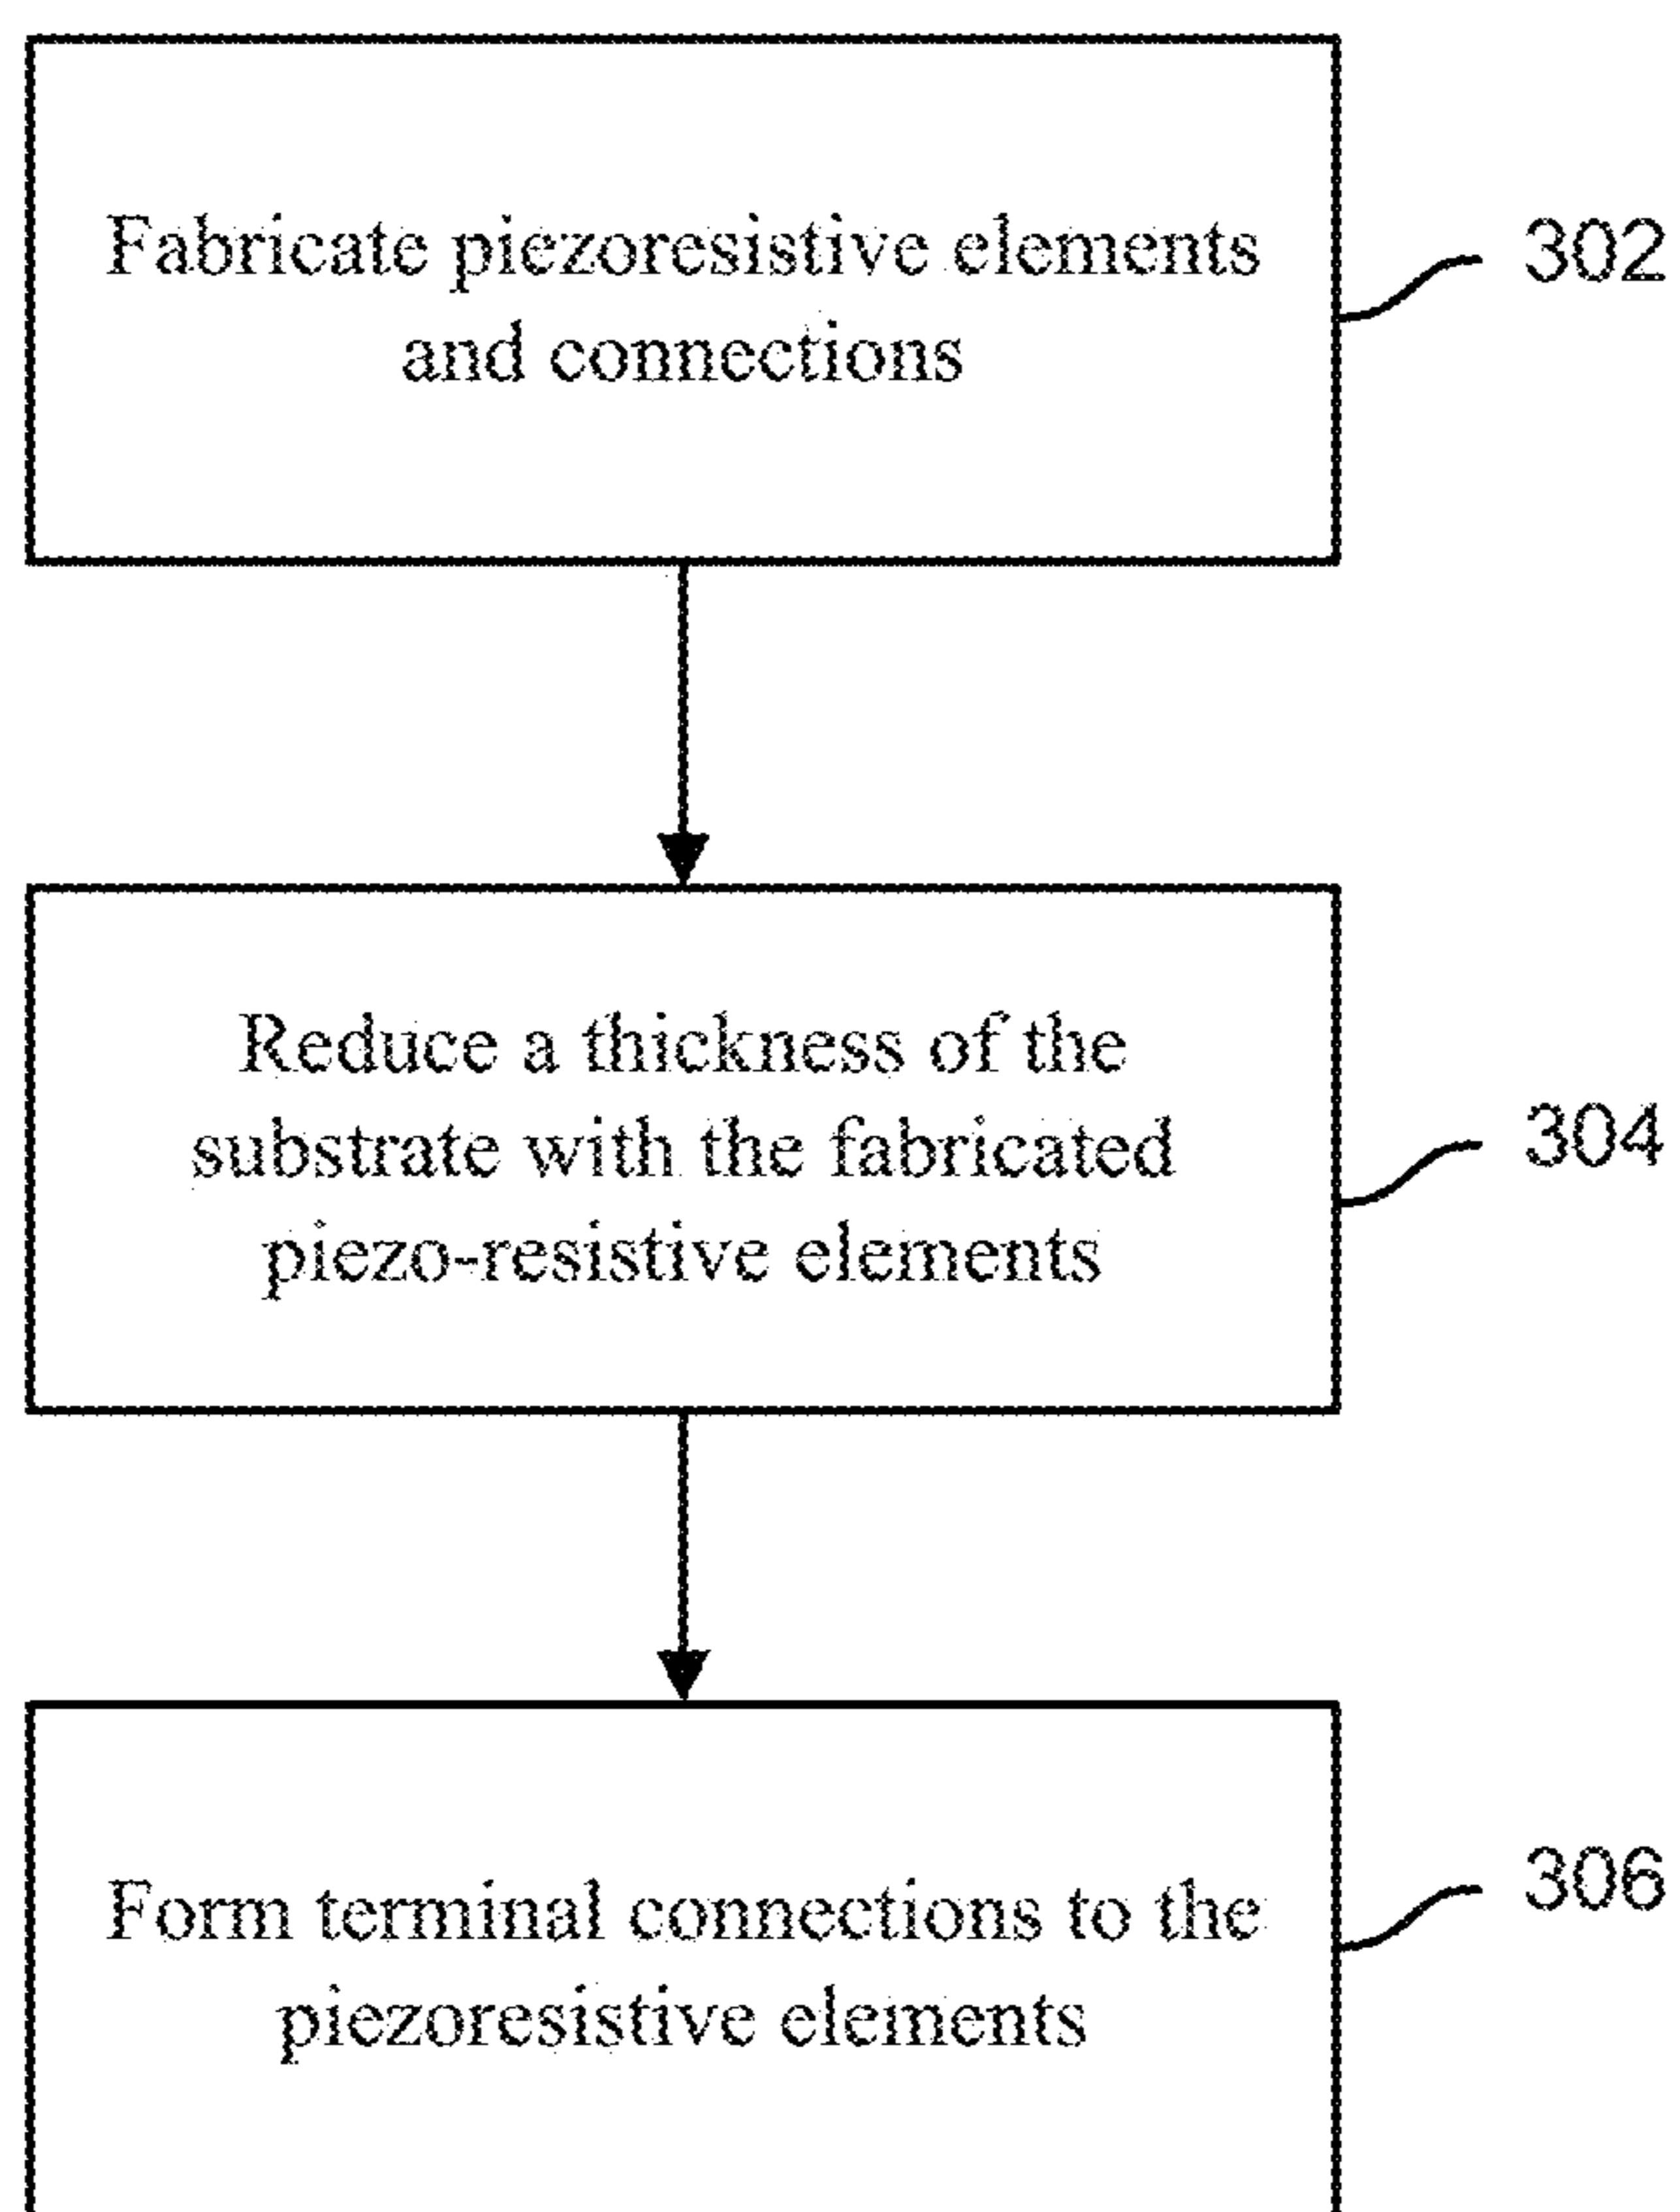 Fabricate piezoresistive elements
and connections
302
Reduce a thickness of the
substrate with the fabricated
piezo-resistive elements
304
Form terminal connections to the
piezoresistive elements
306